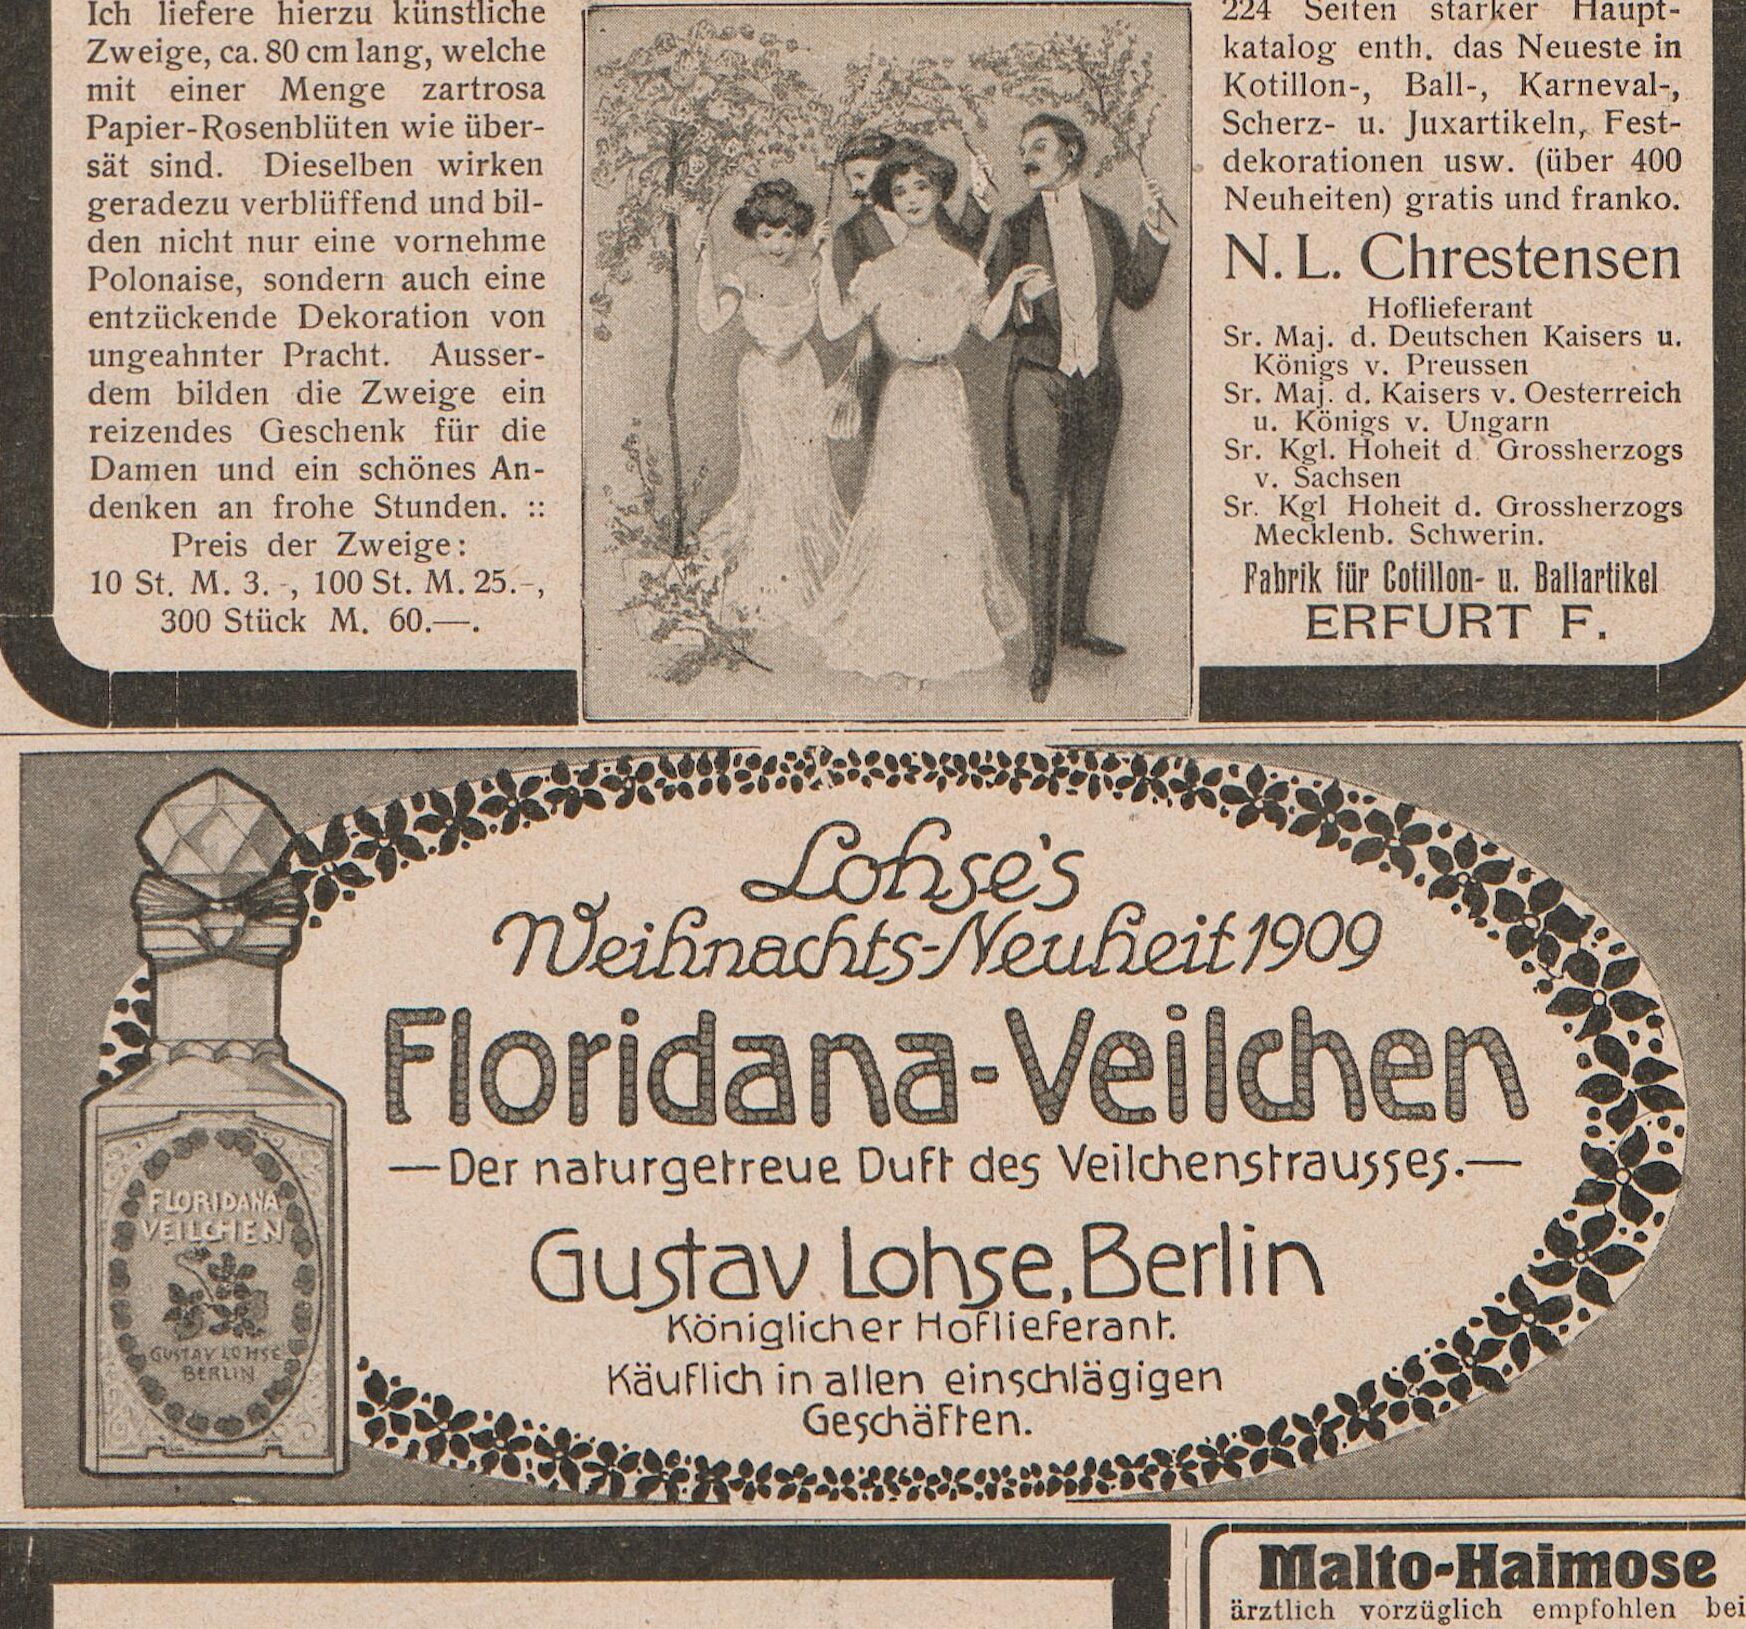 Ich liefere hierzu künstliche
Zweige, ca. 80 cm lang, welche
mit einer Menge zartrosa
Papier-Rosenblüten wie über-
sät sind. Dieselben wirken
geradezu verblüffend und bil-
den nicht nur eine vornehme
Polonaise, sondern auch eine
entzückende Dekoration von
ungeahnter Pracht. Ausser-
dem bilden die Zweige ein
reizendes Geschenk für die
Damen und ein schönes An-
denken an frohe Stunden. ::
Preis der Zweige:
10 St. M. 3.-, 100 St. M. 25.-,
300 Stück M. 60.—.
224 Seiten starker Haupt-
katalog enth. das Neueste in
Kotillon-, Ball-, Karneval-,
Scherz- u. Juxartikeln, Fest-
dekorationen usw. (über 400
Neuheiten) gratis und franko.
N. L. Chrestensen
Hoflieferant
Sr. Maj. d. Deutschen Kaisers u.
Königs v. Preussen
Sr. Maj. d. Kaisers v. Oesterreich
u. Königs v. Ungarn
Sr. Kgl. Hoheit d. Grossherzogs
v. Sachsen
Sr. Kgl Hoheit d. Grossherzogs
Mecklenb. Schwerin.
Fabrik für Cotillon- u. Ballartikel
ERFURT F.
Lohse's
Weihnachts-Neuheit 1909
Floridana-Veilchen
—Der naturgetreue Duft des Veilchenstrausses.—
Gustav Lohse, Berlin
Königlicher Hoflieferant.
Käuflich in allen einschlägigen
Geschäften.
FLORIDANA-
VEILCHEN
GUSTAV LOHSE
BERLIN
Malto-Haimose
ärztlich vorzüglich empfohlen bei